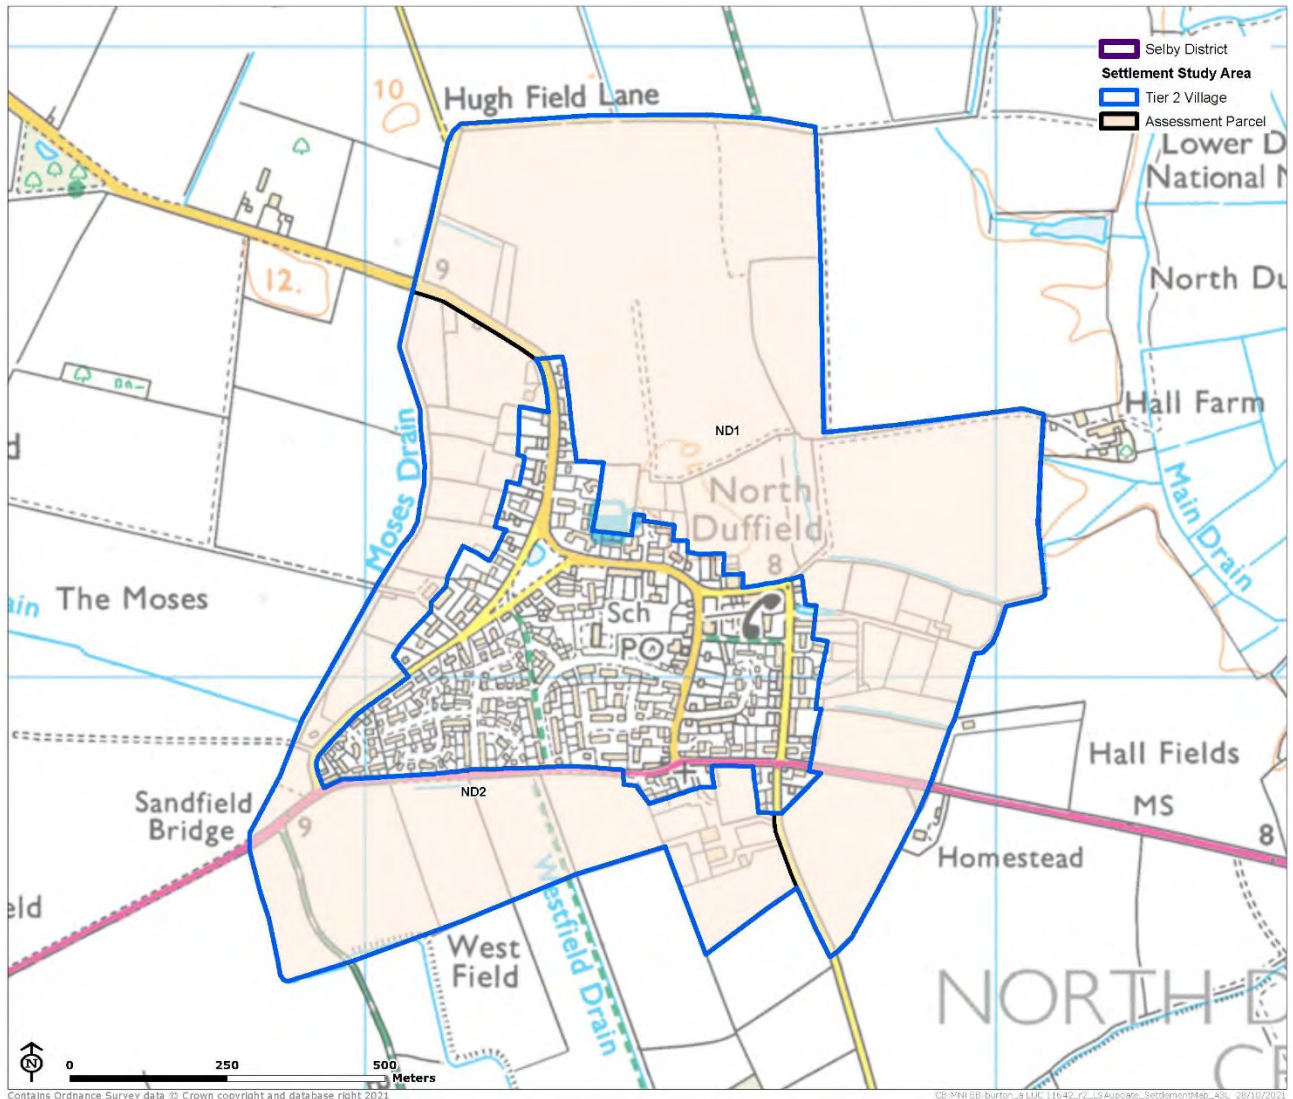 Selby District
Settlement Study Area
Tier 2 Village
Assessment Parcel
10
Hugh Field Lane
Lower D
National N
12.
9
North Du
Hall Farm
ND1
Moses Drain
North
Duffield
Main Drain
8
The Moses
ain
Sch
PO
Hall Fields
MS
8
ND2
Sandfield
Bridge
9
Homestead
eld
Westfield Drain
West
Field
NORTH D
CE
N
0 250 500
Meters
Contains Ordnance Survey data © Crown copyright and database right 2021